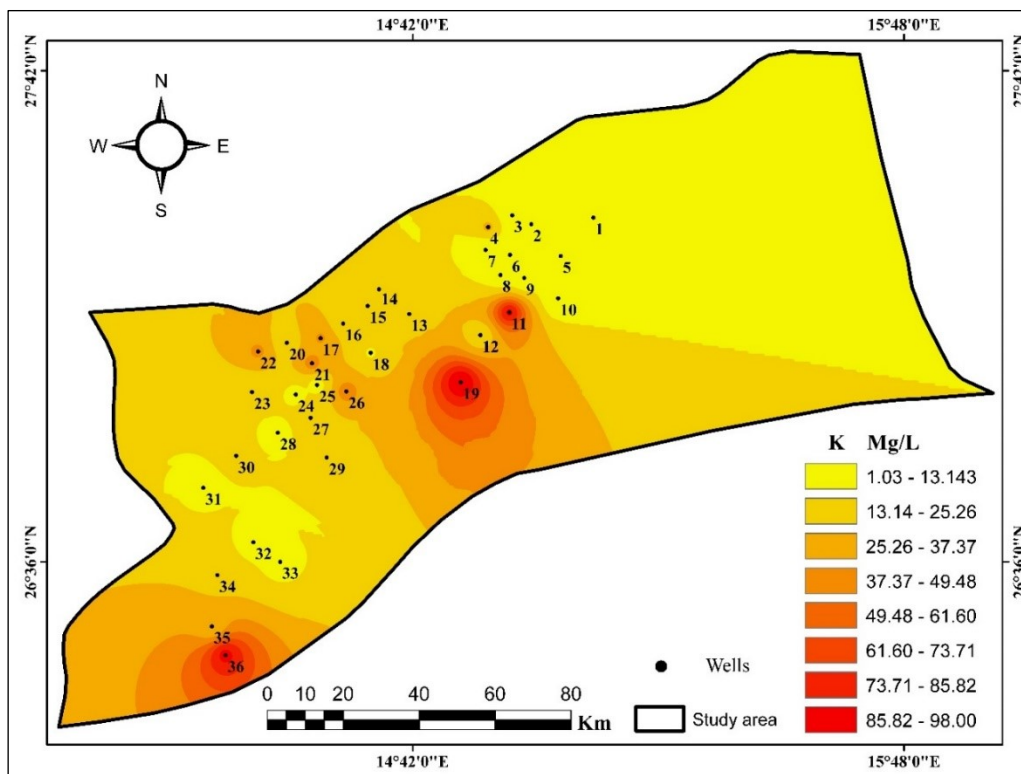 14°42'0"E 15°48'0"E
27°42'0"N
27°42'0"N
N
W E
S
3
2
1
4
7
6
5
8
9
10
14
15
13
11
16
12
20
17
18
22
21
19
25
23
24
26
27
28
30
29
31
32
33
34
35
36
K Mg/L
1.03 - 13.143
13.14 - 25.26
25.26 - 37.37
37.37 - 49.48
49.48 - 61.60
61.60 - 73.71
73.71 - 85.82
85.82 - 98.00
26°36'0"N
26°36'0"N
Wells
Study area
0 10 20 40 60 80
Km
14°42'0"E 15°48'0"E